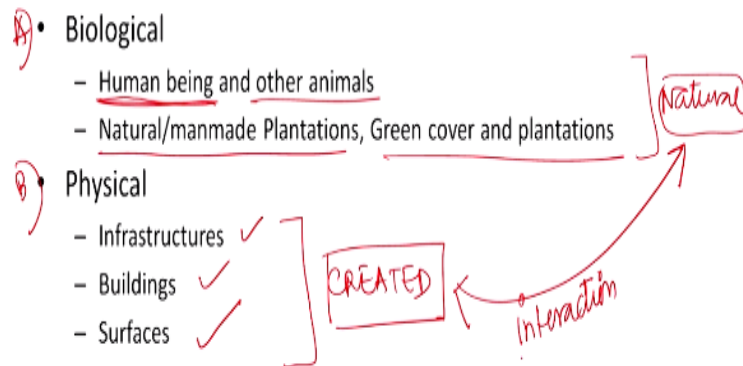 A) • Biological
– Human being and other animals
– Natural/manmade Plantations, Green cover and plantations
Natural
B) • Physical
– Infrastructures
– Buildings
– Surfaces
CREATED
interaction